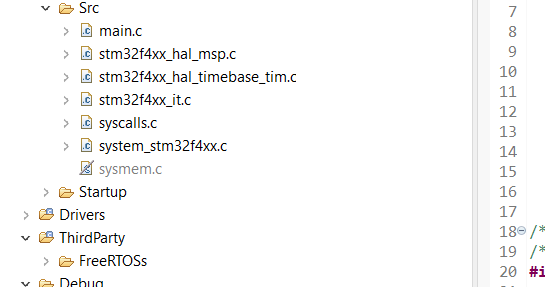 Src
main.c
stm32f4xx_hal_msp.c
stm32f4xx_hal_timebase_tim.c
stm32f4xx_it.c
syscalls.c
system_stm32f4xx.c
sysmem.c
Startup
Drivers
ThirdParty
FreeRTOSs
Debug
7
8
9
10
11
12
13
14
15
16
17
18 /*
19 /*
20 #i